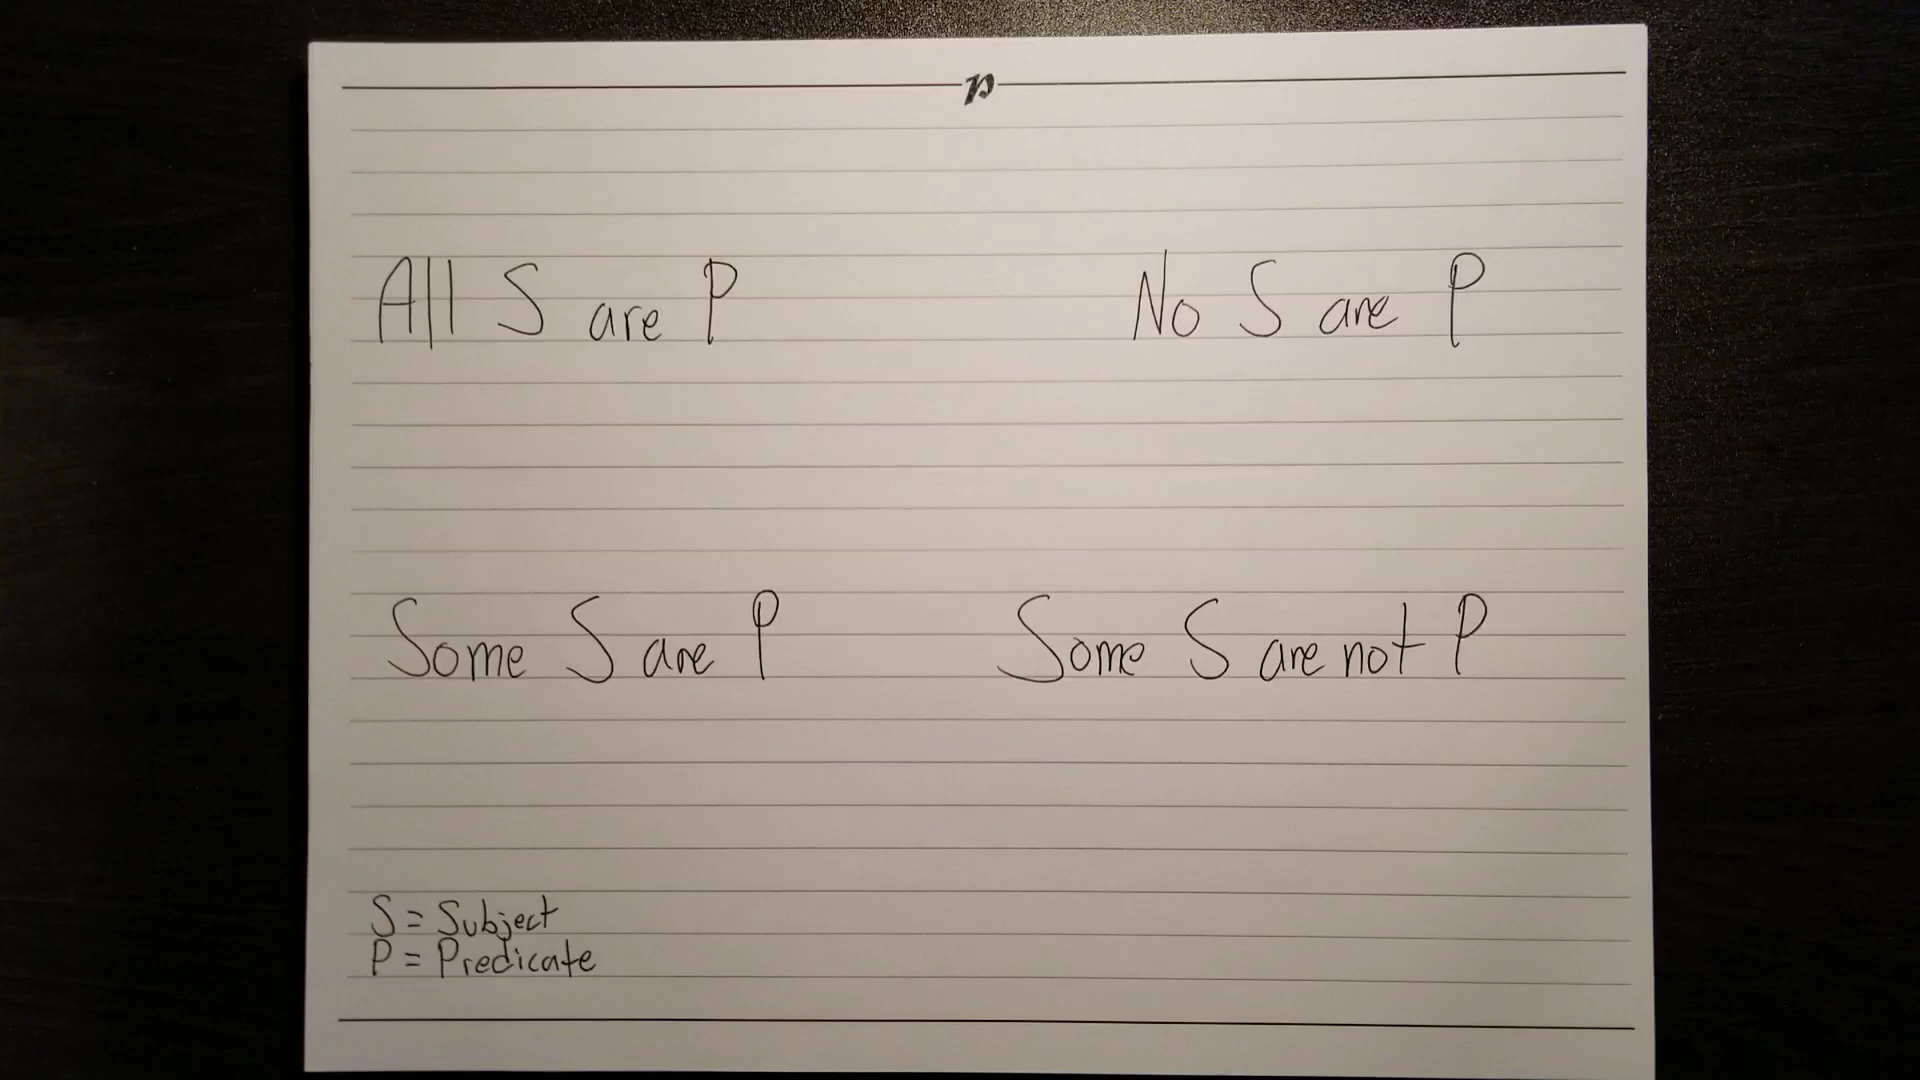 All S are P
No S are P
Some S are P
Some S are not P
S = Subject
P = Predicate